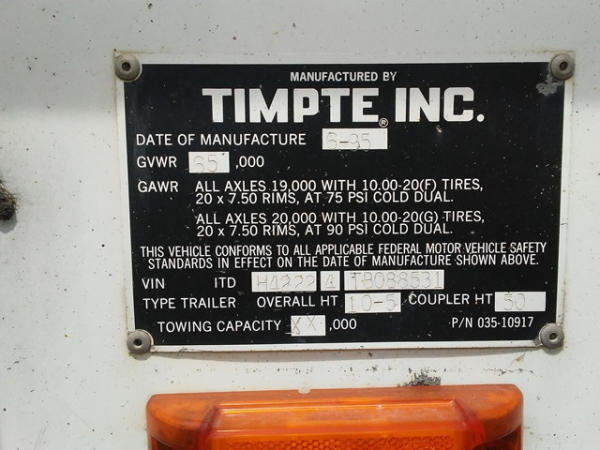 MANUFACTURED BY
TIMPTE® INC.
DATE OF MANUFACTURE 6-95
GVWR 65 ,000
GAWR ALL AXLES 19,000 WITH 10.00-20(F) TIRES,
20 x 7.50 RIMS, AT 75 PSI COLD DUAL.
ALL AXLES 20,000 WITH 10.00-20(G) TIRES,
20 x 7.50 RIMS, AT 90 PSI COLD DUAL.
THIS VEHICLE CONFORMS TO ALL APPLICABLE FEDERAL MOTOR VEHICLE SAFETY
STANDARDS IN EFFECT ON THE DATE OF MANUFACTURE SHOWN ABOVE.
VIN ITD H4222 4 TB088531
TYPE TRAILER OVERALL HT 10-5 COUPLER HT 50
TOWING CAPACITY XX ,000 P/N 035-10917